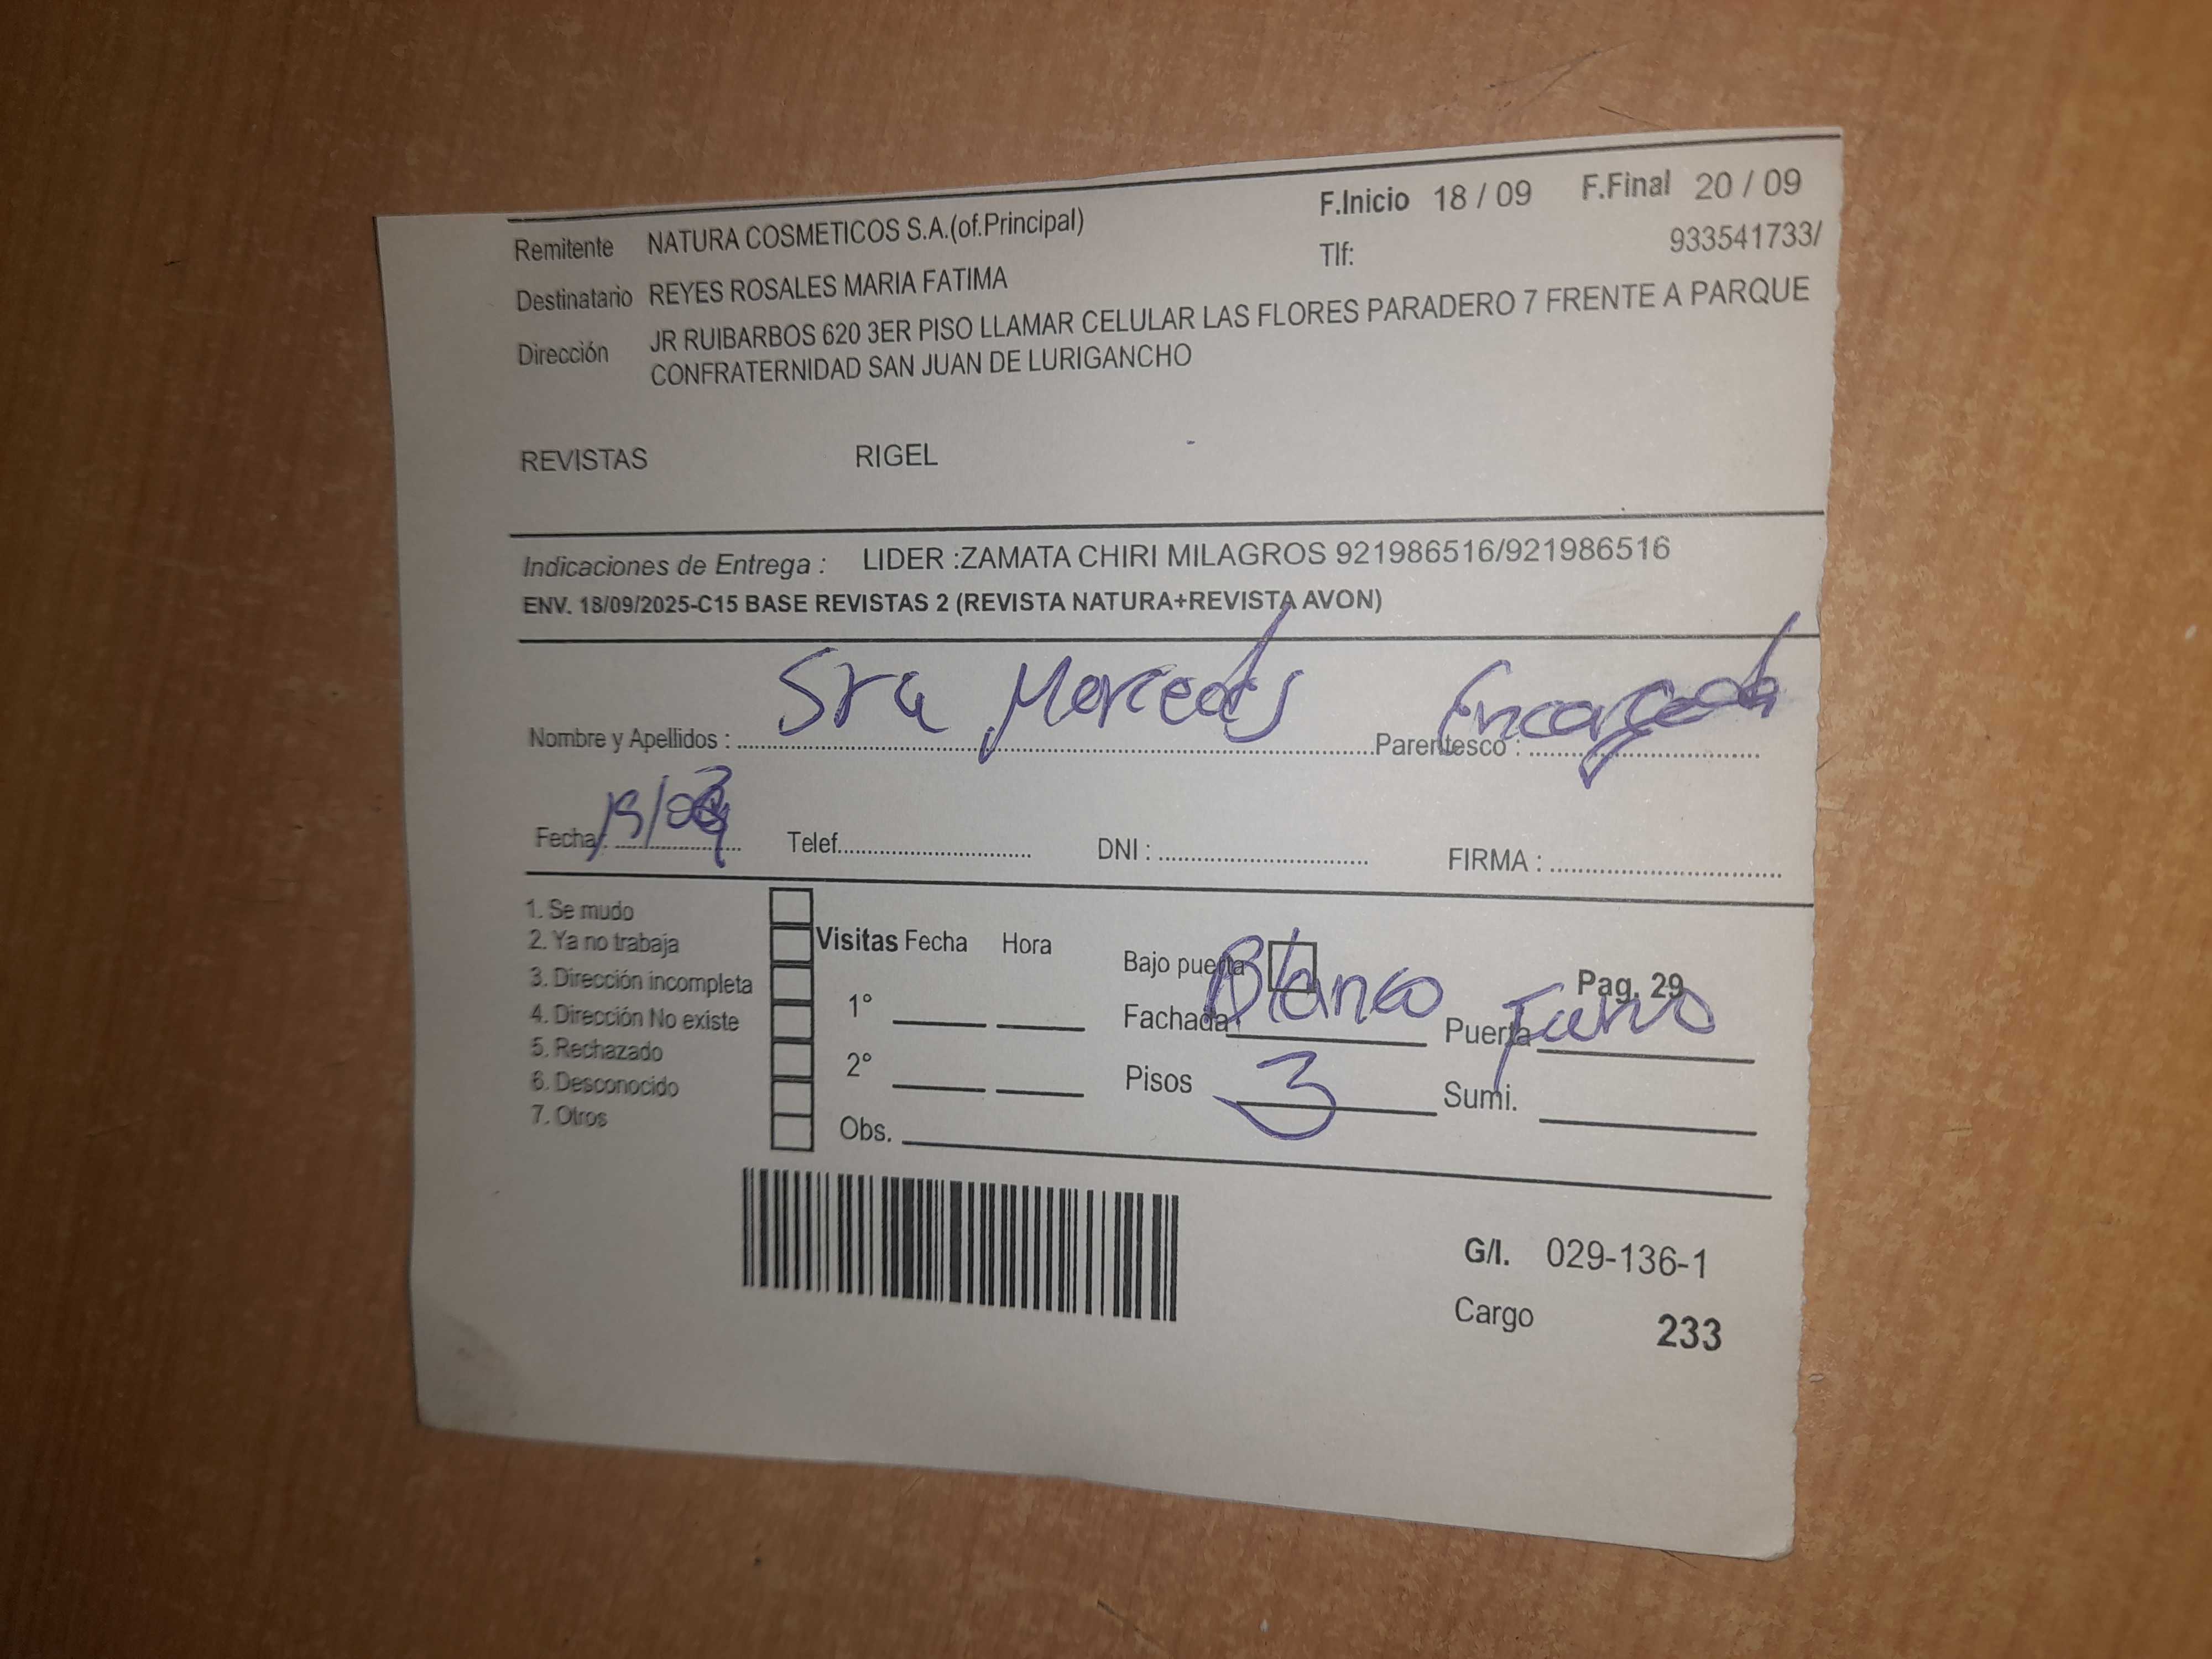 F.Inicio 18 / 09 F.Final 20 / 09
Remitente NATURA COSMETICOS S.A.(of.Principal)
Tlf: 933541733/
Destinatario REYES ROSALES MARIA FATIMA
Dirección JR RUIBARBOS 620 3ER PISO LLAMAR CELULAR LAS FLORES PARADERO 7 FRENTE A PARQUE
CONFRATERNIDAD SAN JUAN DE LURIGANCHO
REVISTAS RIGEL -
Indicaciones de Entrega : LIDER :ZAMATA CHIRI MILAGROS 921986516/921986516
ENV. 18/09/2025-C15 BASE REVISTAS 2 (REVISTA NATURA+REVISTA AVON)
Nombre y Apellidos : Sra Mercedes Parentesco : Encargada
Fecha: Telef. DNI : FIRMA :
1. Se mudo
2. Ya no trabaja
3. Dirección incompleta
4. Dirección No existe
5. Rechazado
6. Desconocido
7. Otros
Visitas Fecha Hora
1°
2°
Obs.
Bajo puerta
Pag. 29
Fachada Blanco Puerta
Pisos 3 Sumi.
G/I. 029-136-1
Cargo 233